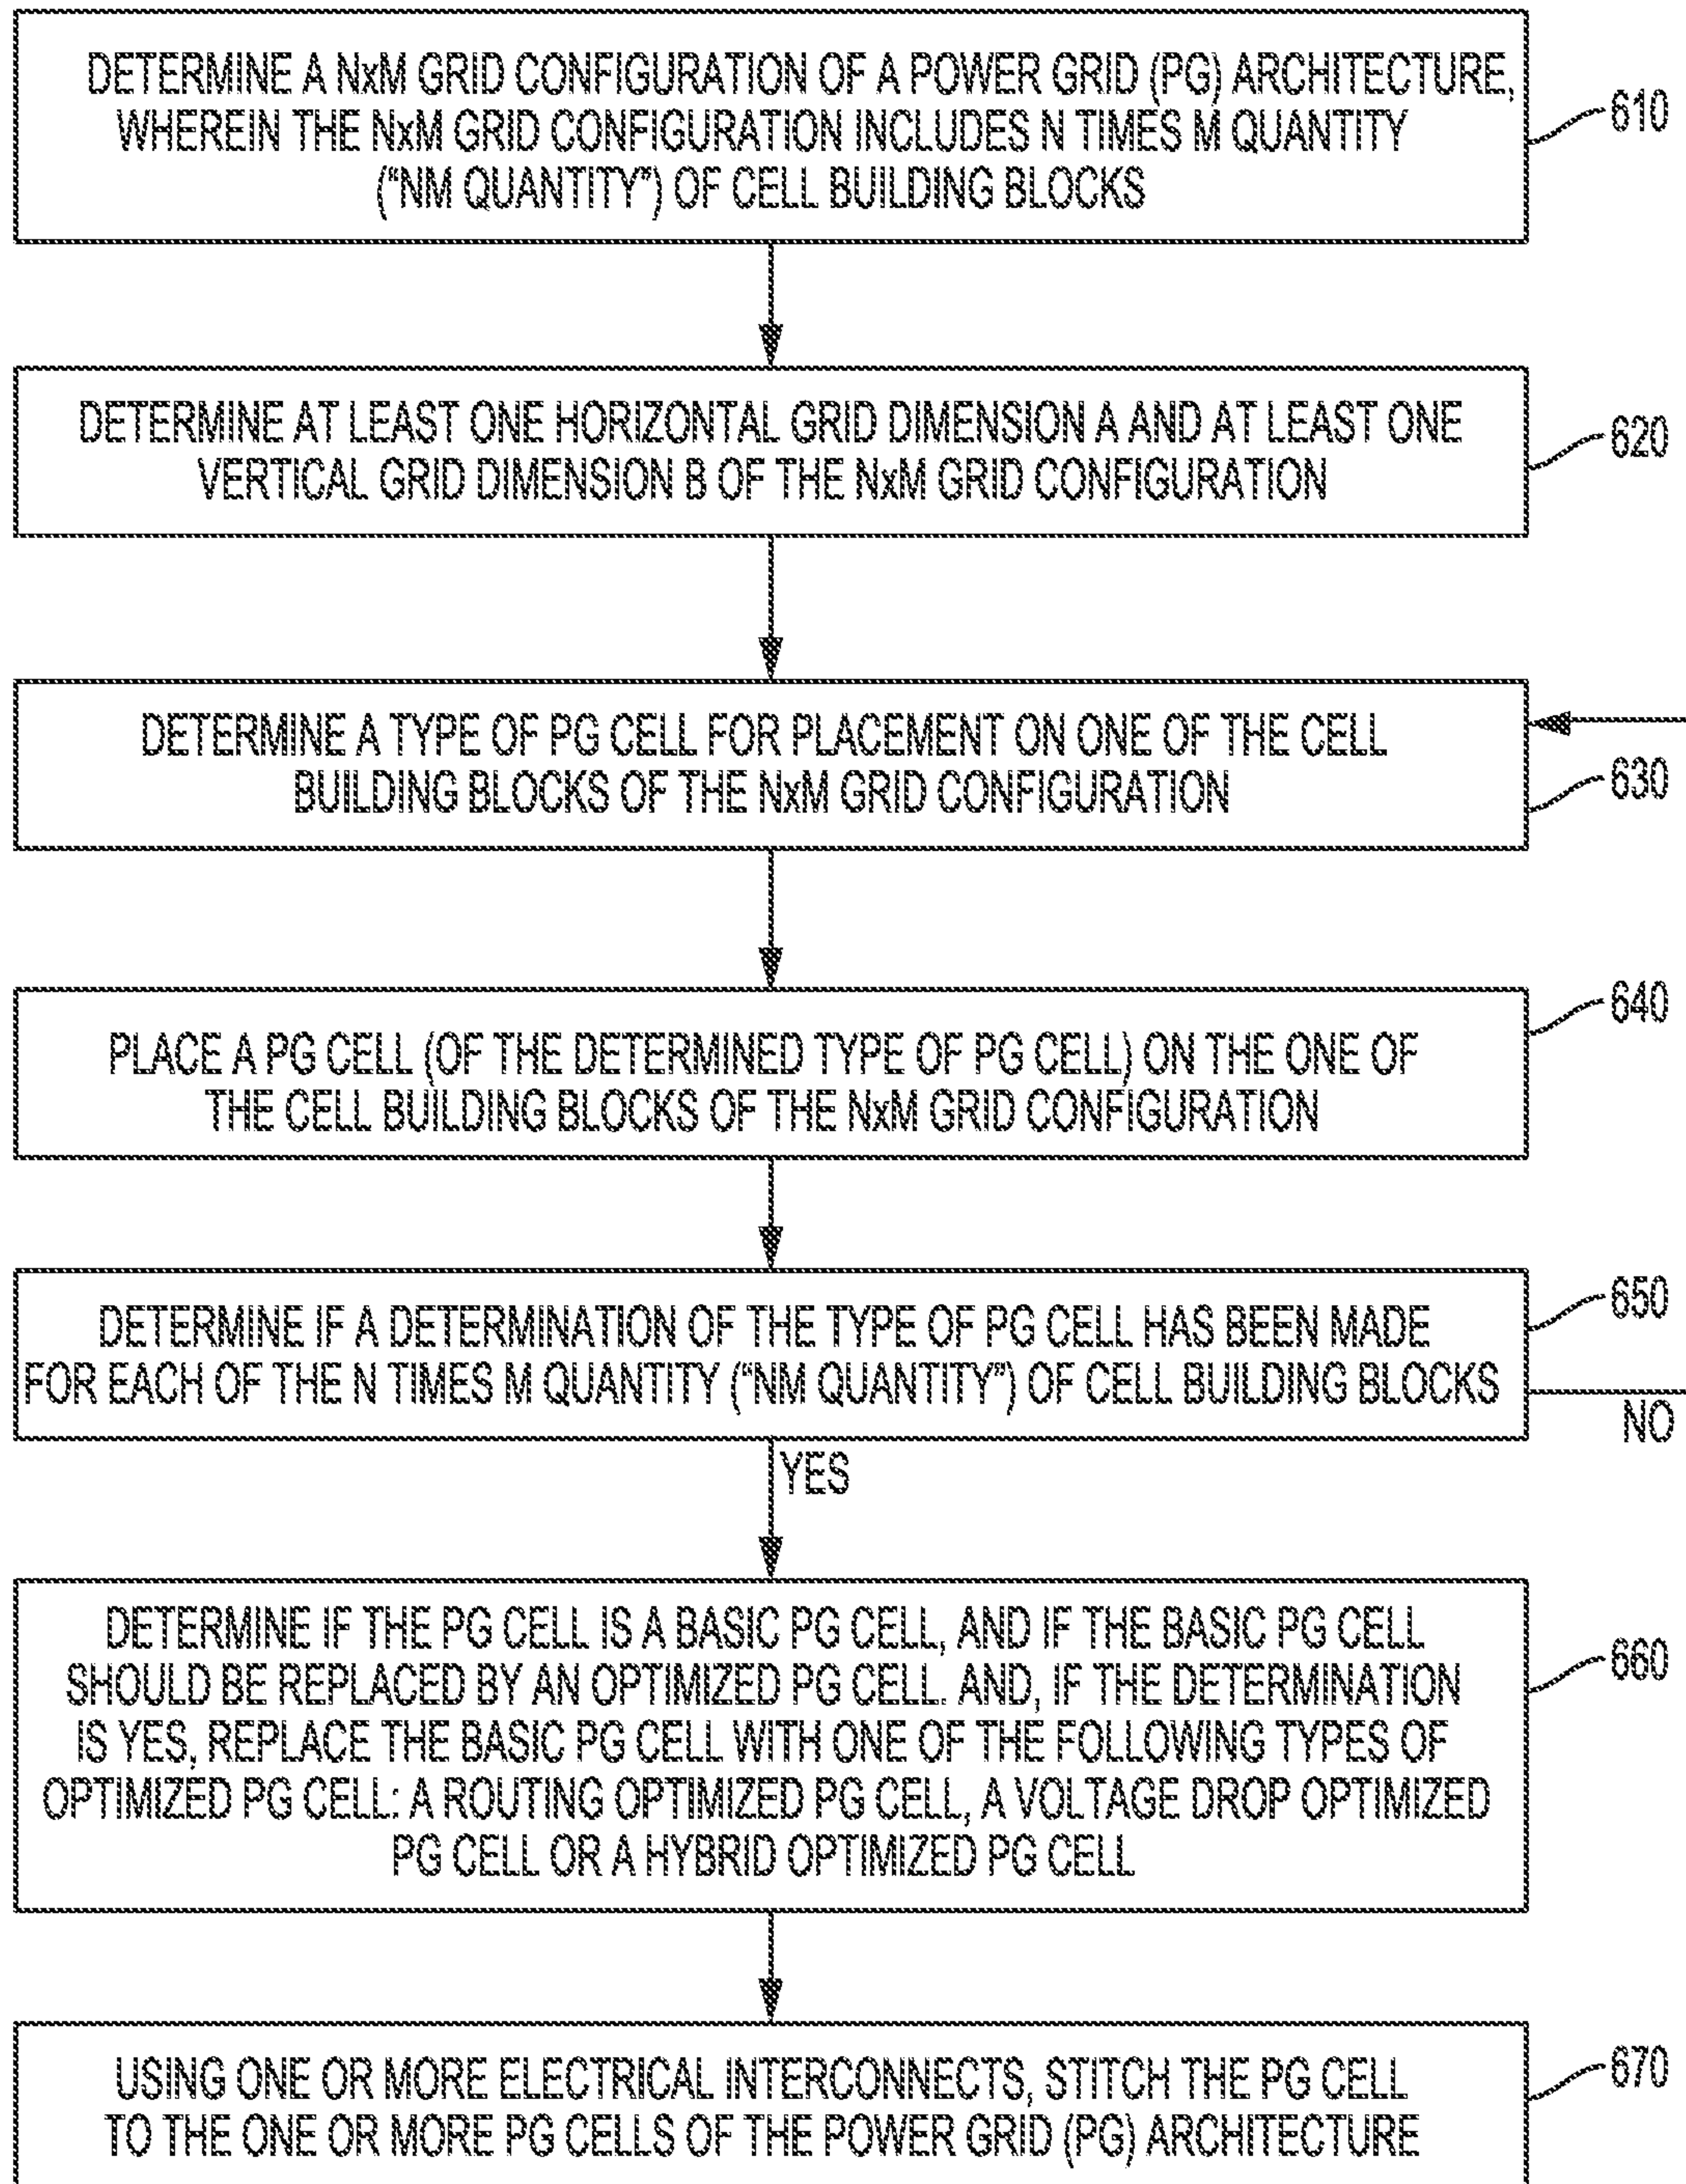 DETERMINE A NxM GRID CONFIGURATION OF A POWER GRID (PG) ARCHITECTURE,
WHEREIN THE NxM GRID CONFIGURATION INCLUDES N TIMES M QUANTITY
("NM QUANTITY") OF CELL BUILDING BLOCKS
610
DETERMINE AT LEAST ONE HORIZONTAL GRID DIMENSION A AND AT LEAST ONE
VERTICAL GRID DIMENSION B OF THE NxM GRID CONFIGURATION
620
DETERMINE A TYPE OF PG CELL FOR PLACEMENT ON ONE OF THE CELL
BUILDING BLOCKS OF THE NxM GRID CONFIGURATION
630
PLACE A PG CELL (OF THE DETERMINED TYPE OF PG CELL) ON THE ONE OF
THE CELL BUILDING BLOCKS OF THE NxM GRID CONFIGURATION
640
DETERMINE IF A DETERMINATION OF THE TYPE OF PG CELL HAS BEEN MADE
FOR EACH OF THE N TIMES M QUANTITY ("NM QUANTITY") OF CELL BUILDING BLOCKS
650
NO
YES
DETERMINE IF THE PG CELL IS A BASIC PG CELL, AND IF THE BASIC PG CELL
SHOULD BE REPLACED BY AN OPTIMIZED PG CELL. AND, IF THE DETERMINATION
IS YES, REPLACE THE BASIC PG CELL WITH ONE OF THE FOLLOWING TYPES OF
OPTIMIZED PG CELL: A ROUTING OPTIMIZED PG CELL, A VOLTAGE DROP OPTIMIZED
PG CELL OR A HYBRID OPTIMIZED PG CELL
660
USING ONE OR MORE ELECTRICAL INTERCONNECTS, STITCH THE PG CELL
TO THE ONE OR MORE PG CELLS OF THE POWER GRID (PG) ARCHITECTURE
670